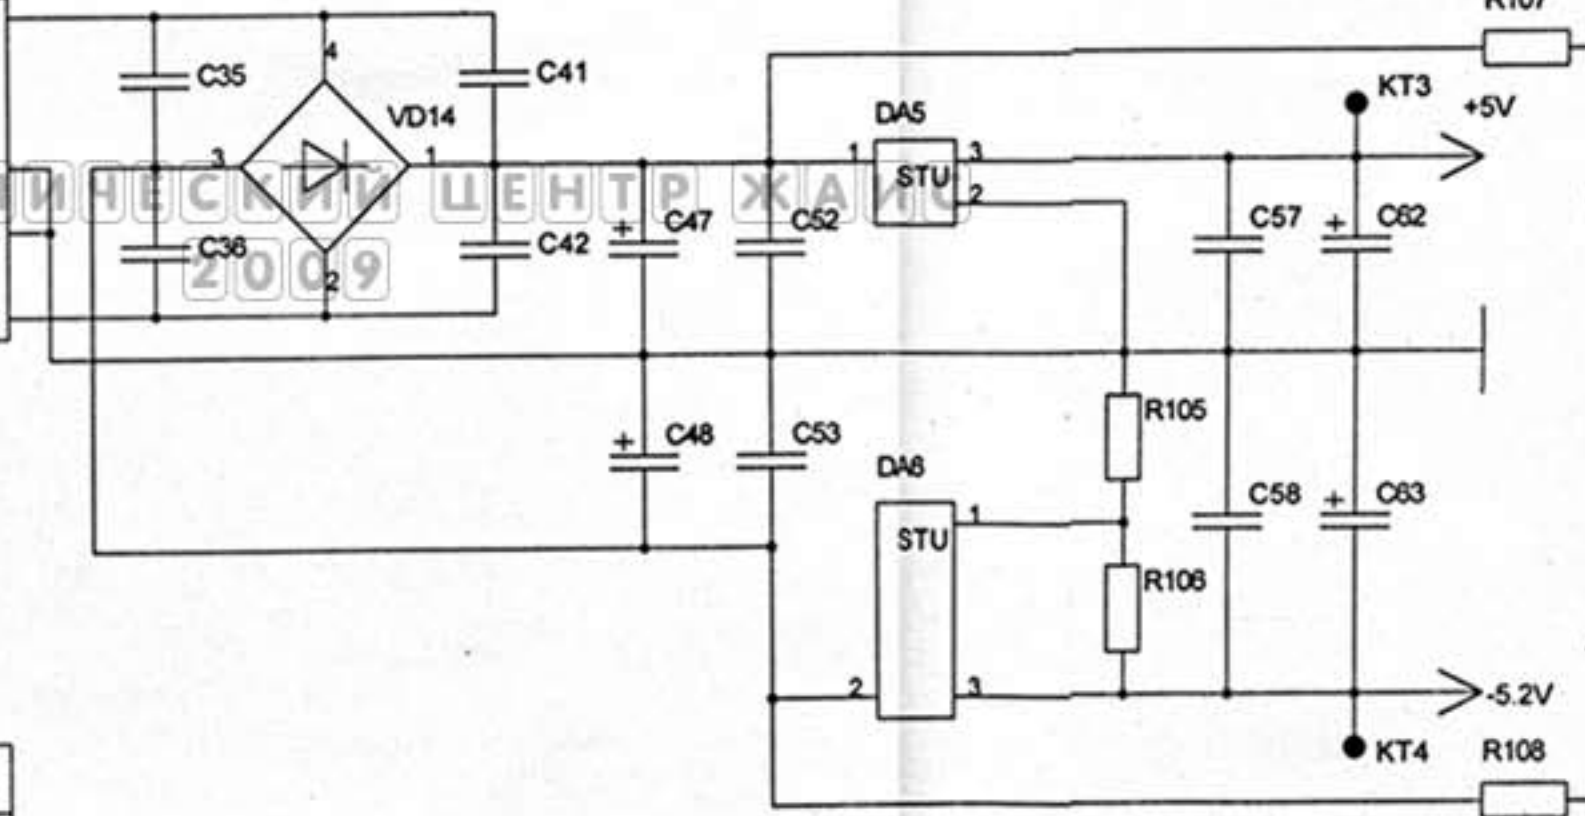 R107
4
C35
C41
KT3
VD14
+5V
DA5
3
1
1
3
ИЧЕСКИЙ ЦЕНТР ЖАИС
STU
2
C47
C52
C57
C62
+
+
C36
C42
2009
2
R105
+
C48
C53
DA6
C58
C63
+
1
STU
R106
2
3
-5.2V
KT4
R108